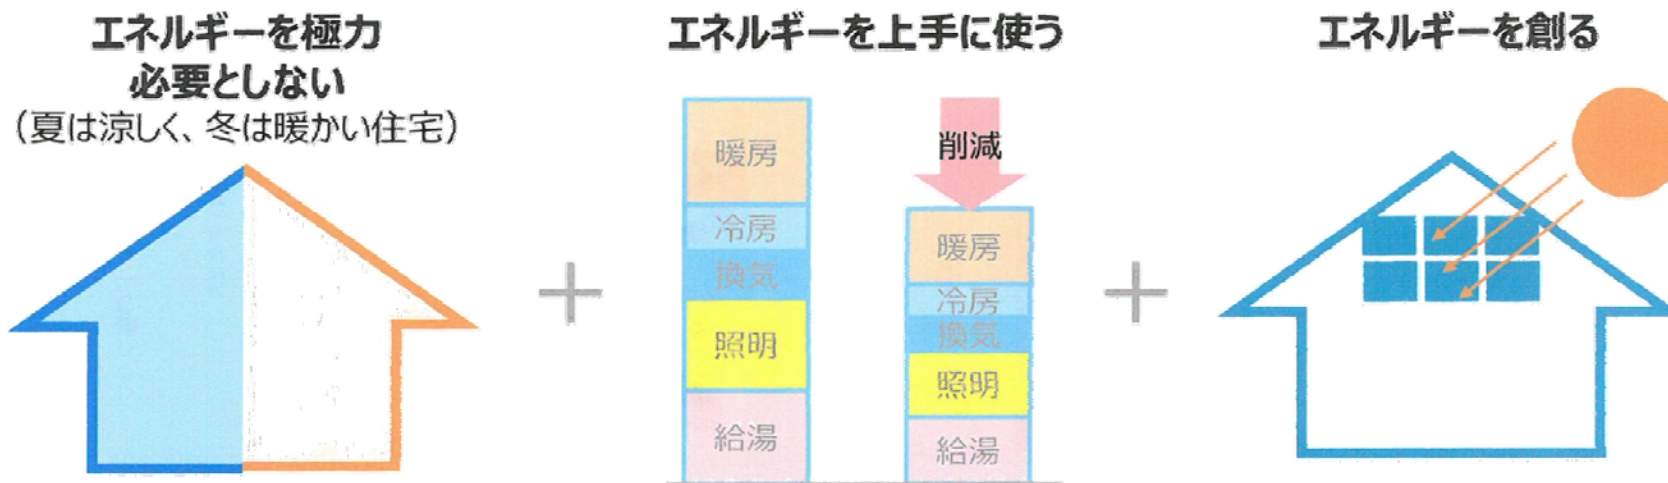 エネルギーを極力
必要としない
（夏は涼しく、冬は暖かい住宅）
＋
エネルギーを上手に使う
暖房
冷房
換気
照明
給湯
削減
暖房
冷房
換気
照明
給湯
＋
エネルギーを創る